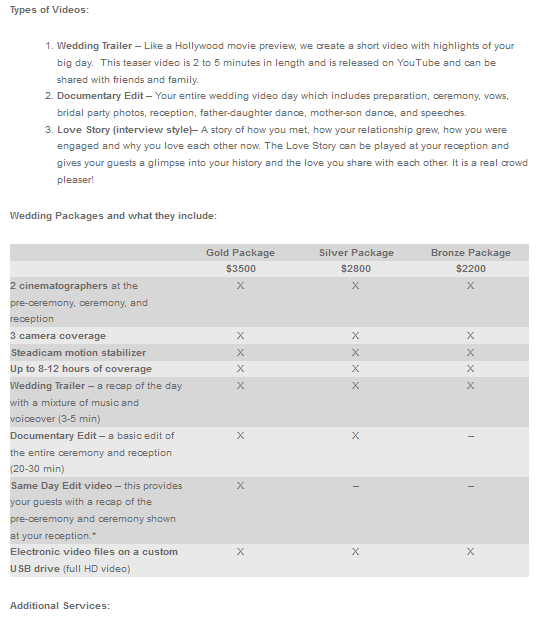 Types of Videos:
1. Wedding Trailer – Like a Hollywood movie preview, we create a short video with highlights of your
big day.  This teaser video is 2 to 5 minutes in length and is released on YouTube and can be
shared with friends and family.
2. Documentary Edit – Your entire wedding video day which includes preparation, ceremony, vows,
bridal party photos, reception, father-daughter dance, mother-son dance, and speeches.
3. Love Story (interview style)– A story of how you met, how your relationship grew, how you were
engaged and why you love each other now. The Love Story can be played at your reception and
gives your guests a glimpse into your history and the love you share with each other. It is a real crowd
pleaser!
Wedding Packages and what they include:
Gold Package Silver Package Bronze Package
$3500 $2800 $2200
2 cinematographers at the X X X
pre-ceremony, ceremony, and
reception
3 camera coverage X X X
Steadicam motion stabilizer X X X
Up to 8-12 hours of coverage X X X
Wedding Trailer – a recap of the day X X X
with a mixture of music and
voiceover (3-5 min)
Documentary Edit – a basic edit of X X –
the entire ceremony and reception
(20-30 min)
Same Day Edit video – this provides X – –
your guests with a recap of the
pre-ceremony and ceremony shown
at your reception.*
Electronic video files on a custom X X X
USB drive (full HD video)
Additional Services: